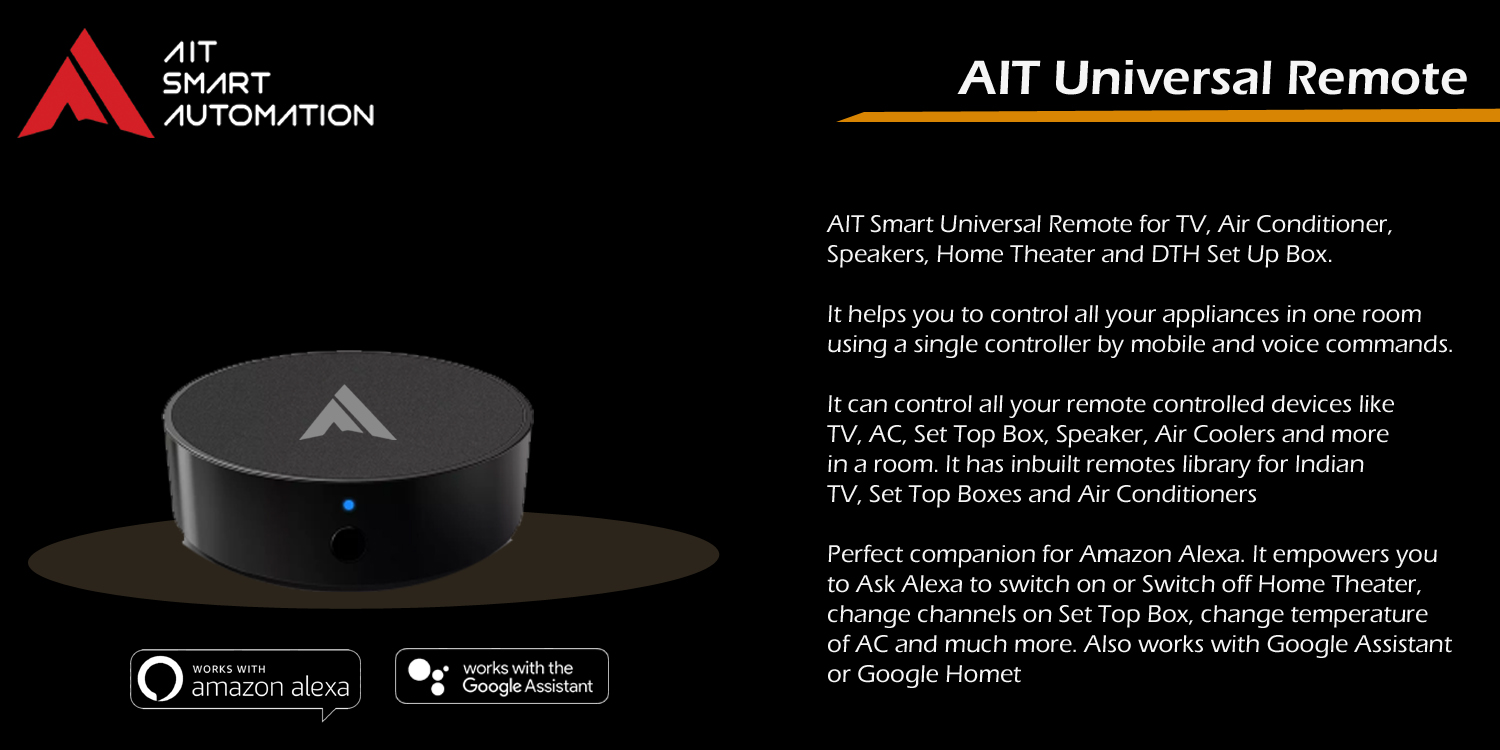 AIT
SMART
AUTOMATION
AIT Universal Remote
AIT Smart Universal Remote for TV, Air Conditioner,
Speakers, Home Theater and DTH Set Up Box.
It helps you to control all your appliances in one room
using a single controller by mobile and voice commands.
It can control all your remote controlled devices like
TV, AC, Set Top Box, Speaker, Air Coolers and more
in a room. It has inbuilt remotes library for Indian
TV, Set Top Boxes and Air Conditioners
Perfect companion for Amazon Alexa. It empowers you
to Ask Alexa to switch on or Switch off Home Theater,
change channels on Set Top Box, change temperature
of AC and much more. Also works with Google Assistant
or Google Homet
WORKS WITH
amazon alexa
works with the
Google Assistant